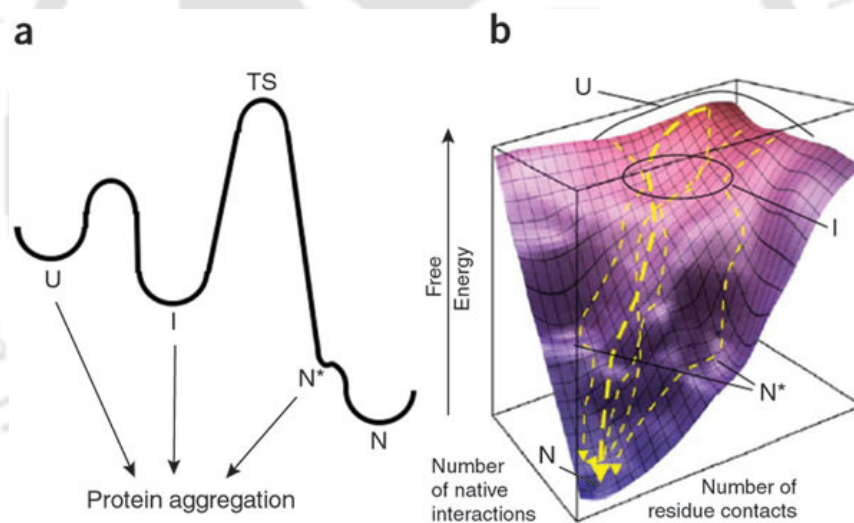 a
TS
U
I
N*
N
Protein aggregation
b
U
Free
Energy
I
N*
N
Number
of native
interactions
Number of
residue contacts